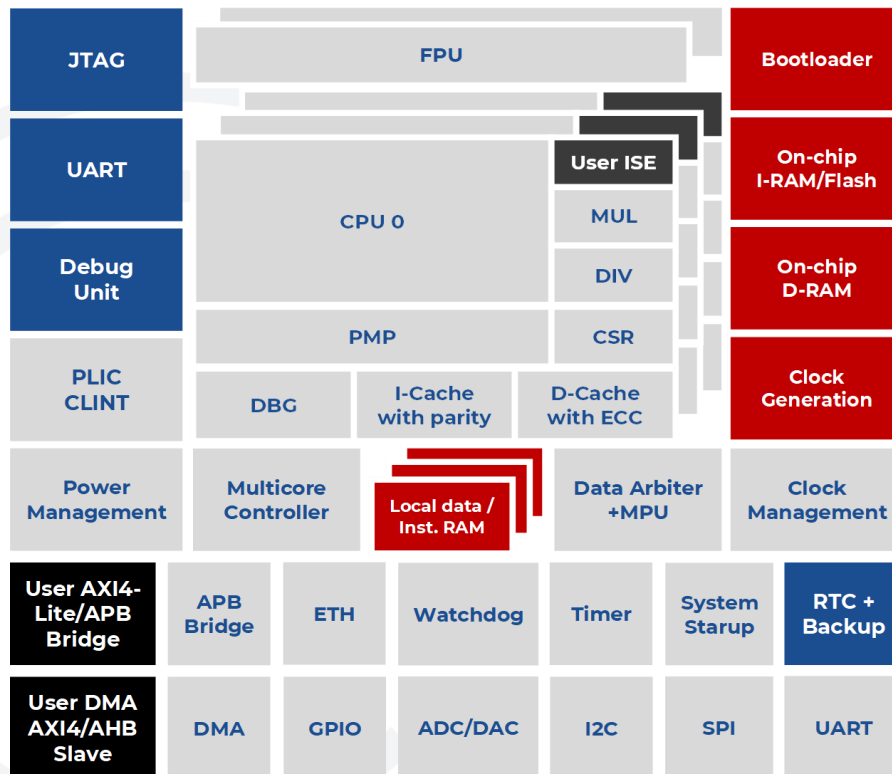 JTAG
FPU
Bootloader
UART
User ISE
On-chip
I-RAM/Flash
CPU 0
MUL
Debug
Unit
DIV
On-chip
D-RAM
PMP
CSR
PLIC
CLINT
DBG
I-Cache
with parity
D-Cache
with ECC
Clock
Generation
Power
Management
Multicore
Controller
Local data /
Inst. RAM
Data Arbiter
+MPU
Clock
Management
User AXI4-
Lite/APB
Bridge
APB
Bridge
ETH
Watchdog
Timer
System
Starup
RTC +
Backup
User DMA
AXI4/AHB
Slave
DMA
GPIO
ADC/DAC
I2C
SPI
UART